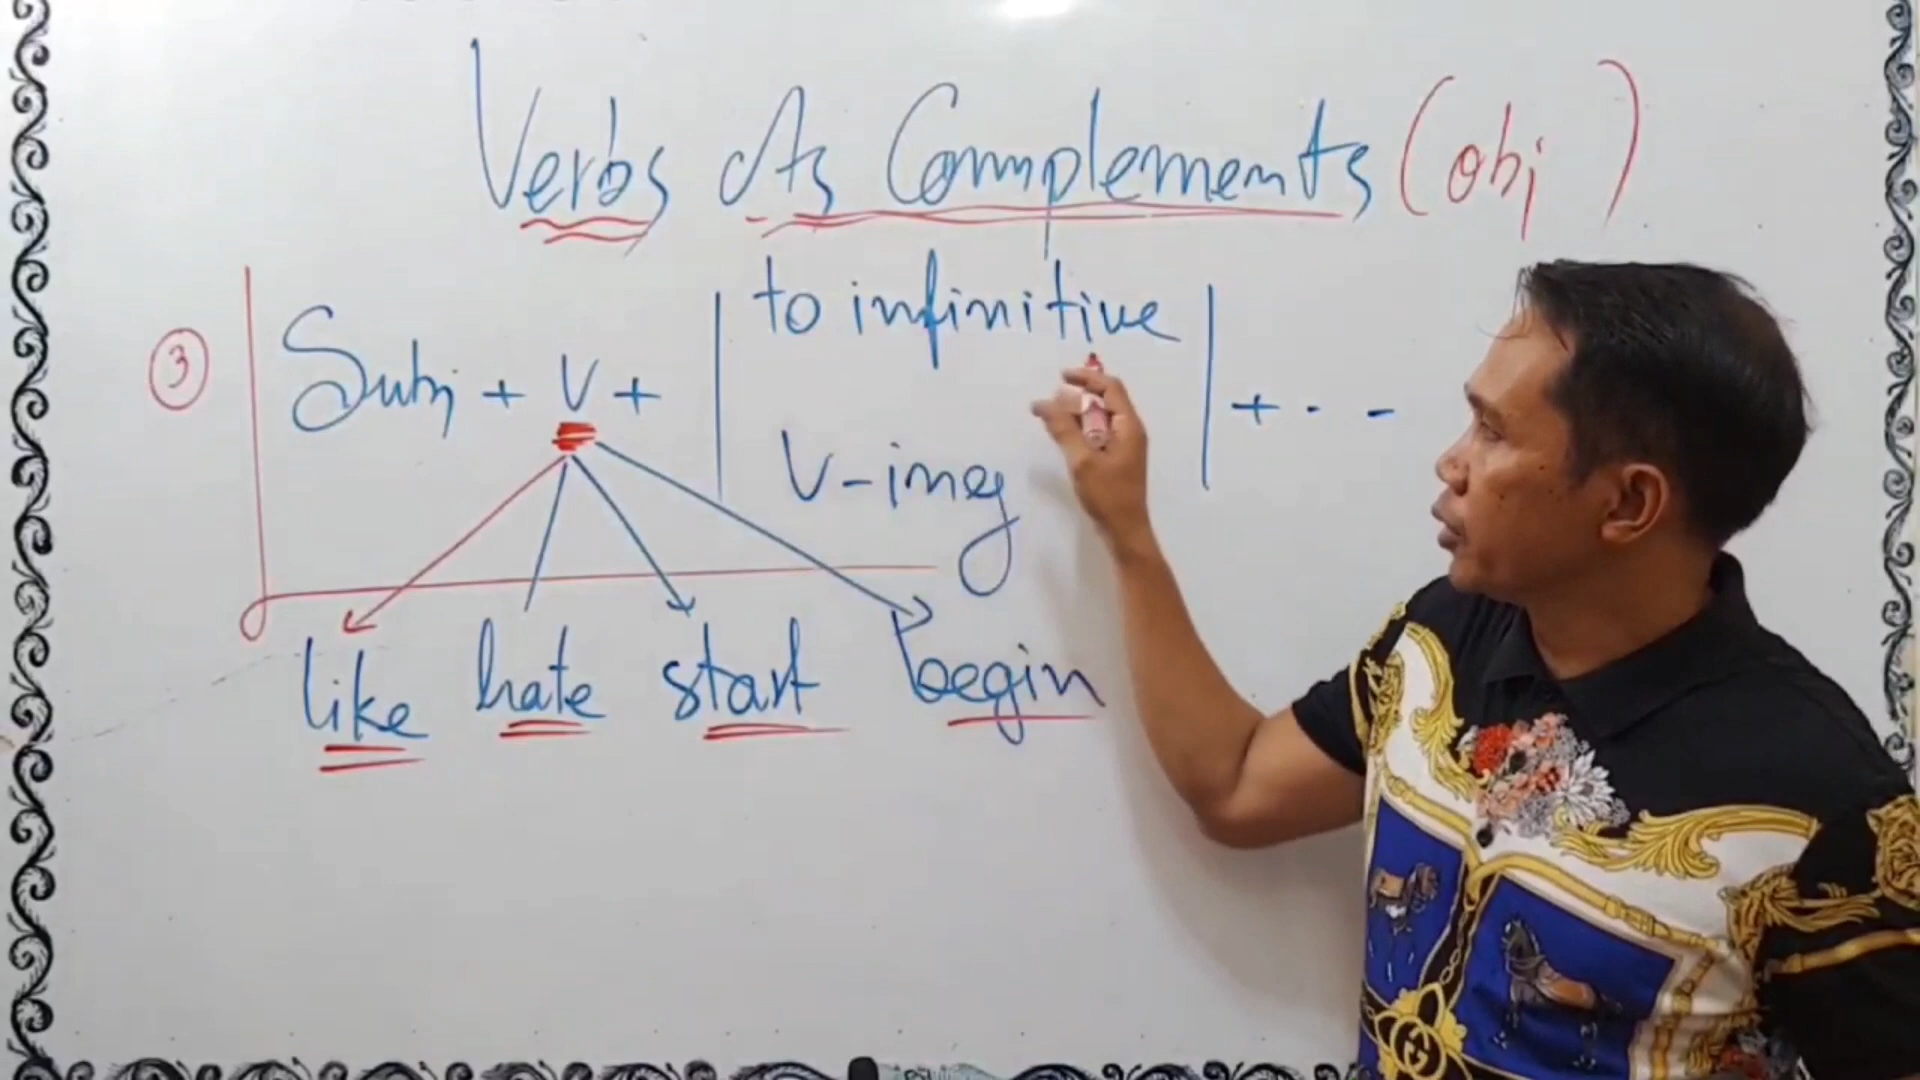 Verbs As Complements (obj)
to infinitive
③ Subj + V + + . . -
V-ing
like hate start begin